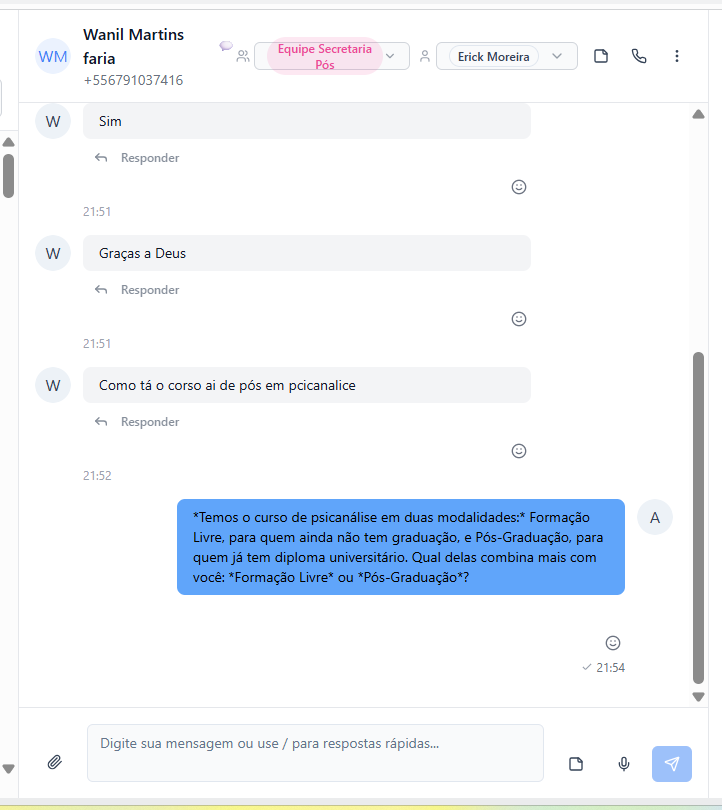 WM
Wanil Martins
faria
+556791037416
Equipe Secretaria
Pós
Erick Moreira
W
Sim
Responder
21:51
W
Graças a Deus
Responder
21:51
W
Como tá o corso ai de pós em pcicanalice
Responder
21:52
*Temos o curso de psicanálise em duas modalidades:* Formação
Livre, para quem ainda não tem graduação, e Pós-Graduação, para
quem já tem diploma universitário. Qual delas combina mais com
você: *Formação Livre* ou *Pós-Graduação*?
A
21:54
Digite sua mensagem ou use / para respostas rápidas...